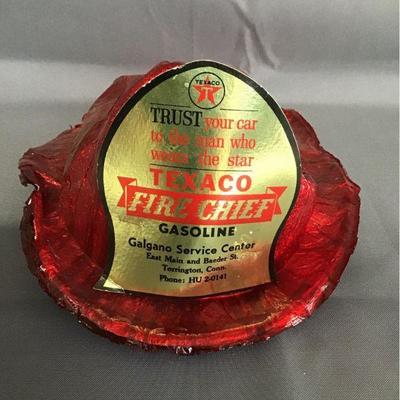 TEXACO
T
TRUST your car
to the man who
wears the star
TEXACO
FIRE CHIEF
GASOLINE
Galgano Service Center
East Main and Baeder St.
Torrington, Conn.
Phone: HU 2-0141